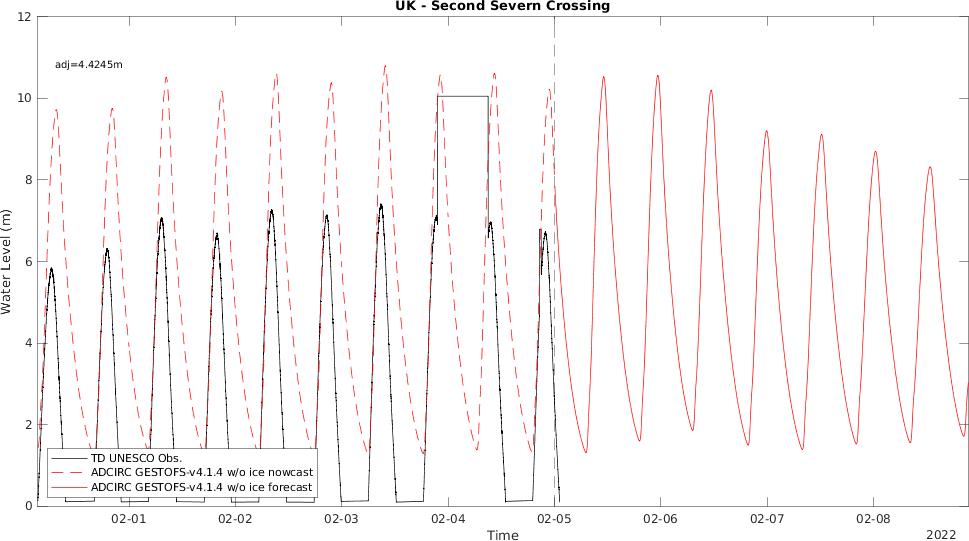 UK - Second Severn Crossing
12
adj=4.4245m
10
8
6
4
2
0
Water Level (m)
TD UNESCO Obs.
ADCIRC GESTOFS-v4.1.4 w/o ice nowcast
ADCIRC GESTOFS-v4.1.4 w/o ice forecast
02-01 02-02 02-03 02-04 02-05 02-06 02-07 02-08
Time
2022